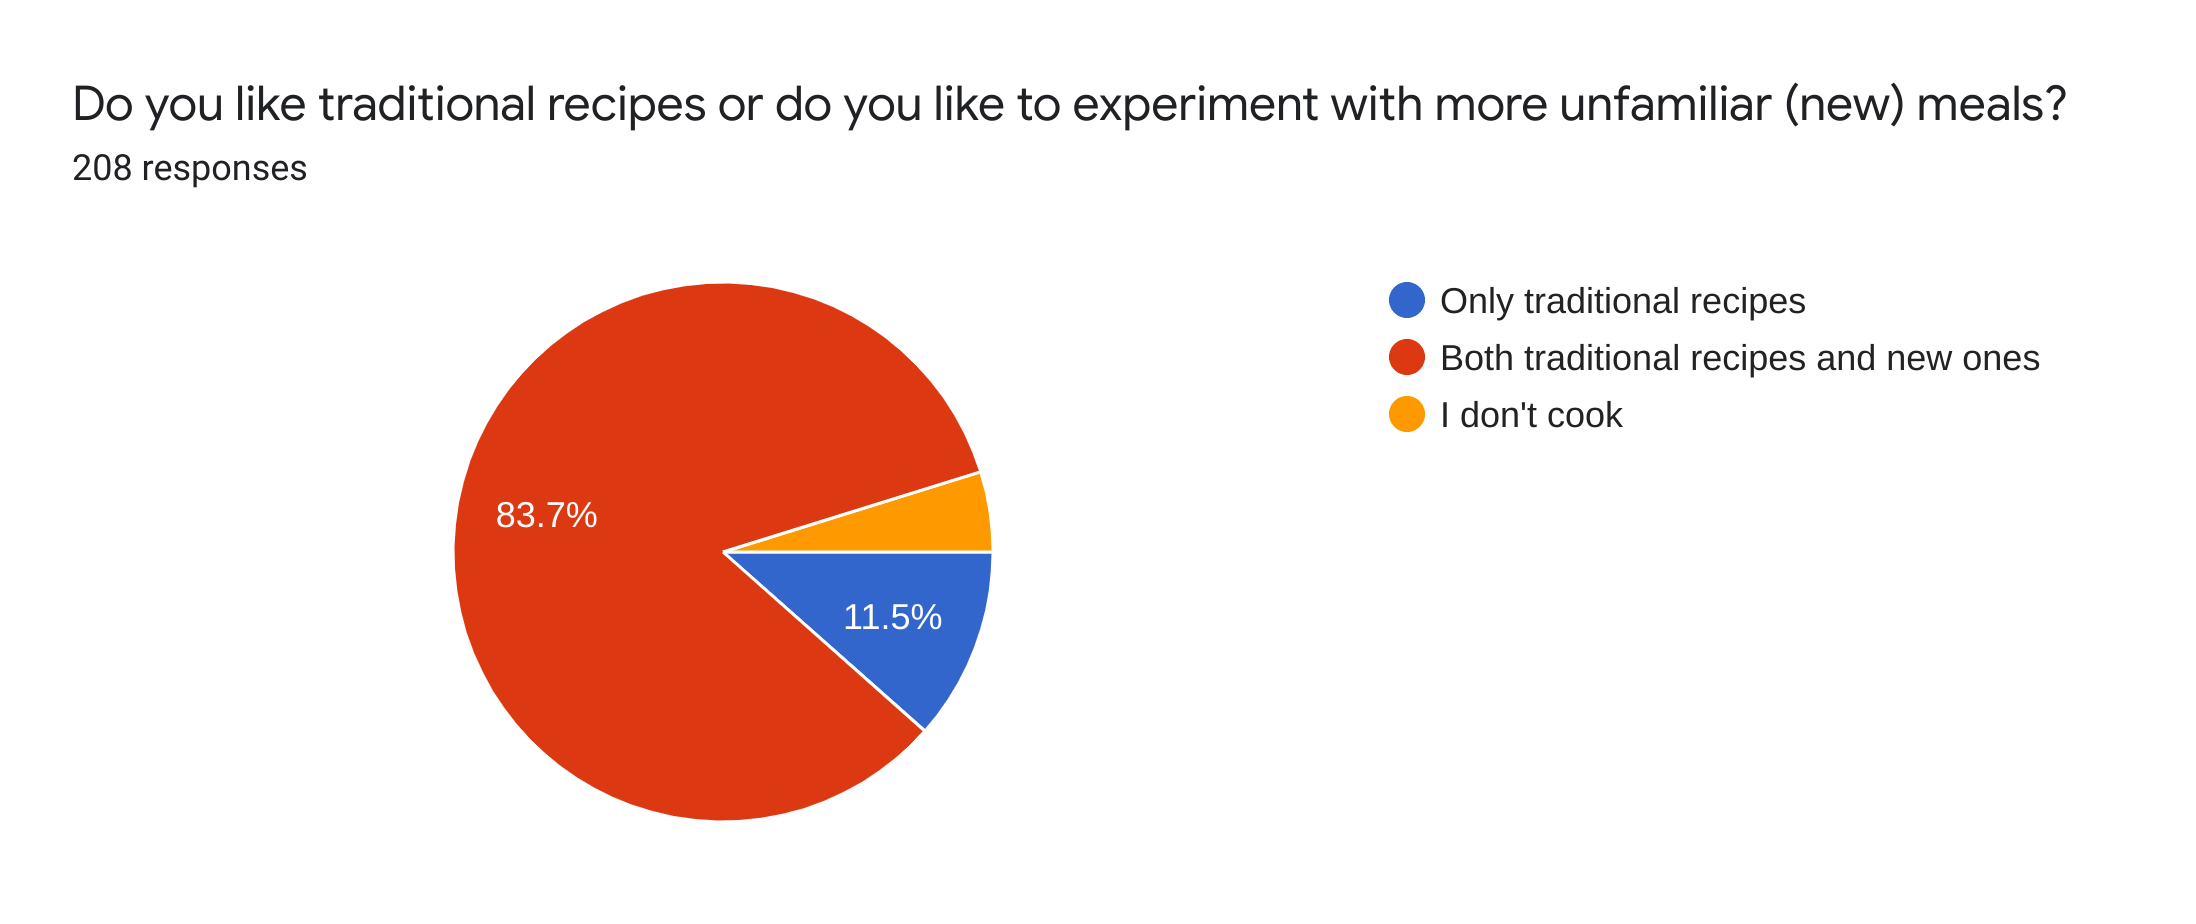 Do you like traditional recipes or do you like to experiment with more unfamiliar (new) meals?
208 responses
Only traditional recipes
Both traditional recipes and new ones
I don't cook
83.7%
11.5%